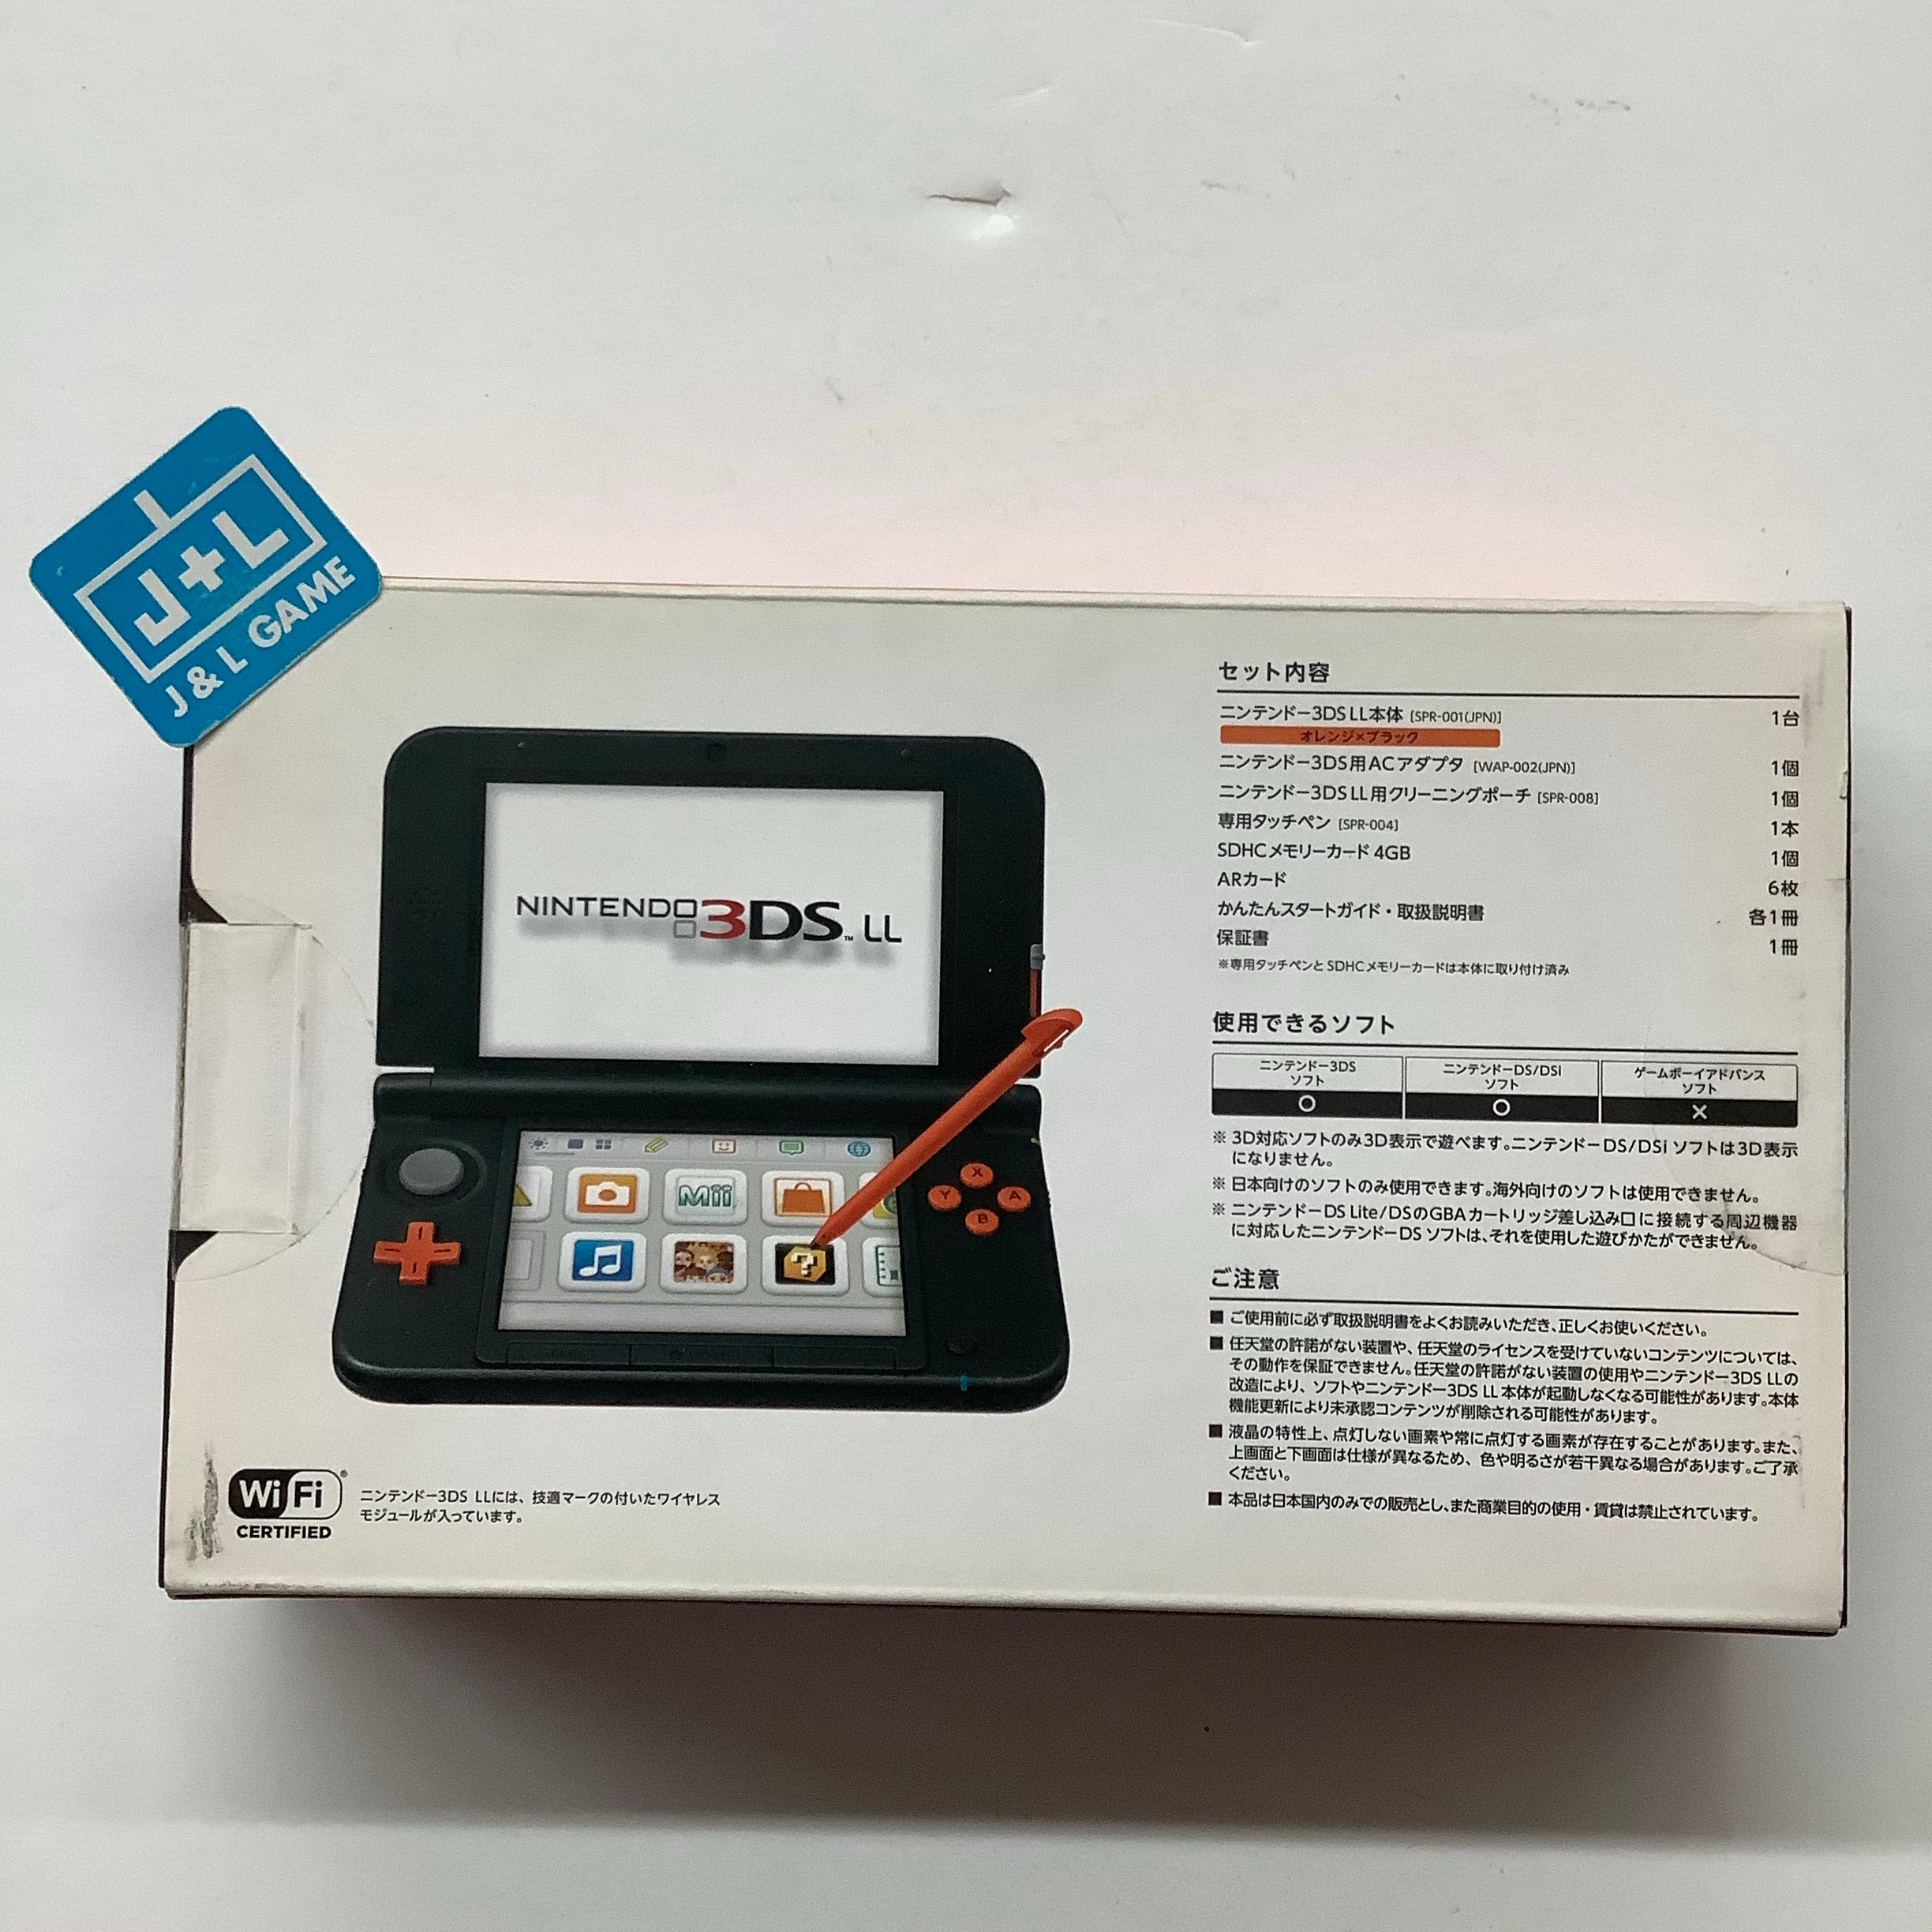 J+L
J & L GAME
NINTENDO 3DS™ LL
Mii
X
Y
A
B
Wi Fi®
CERTIFIED
ニンテンドー3DS LLには、技適マークの付いたワイヤレス
モジュールが入っています。
セット内容
ニンテンドー3DS LL本体 [SPR-001(JPN)] 1台
オレンジ×ブラック
ニンテンドー3DS用ACアダプタ [WAP-002(JPN)] 1個
ニンテンドー3DS LL用クリーニングポーチ [SPR-008] 1個
専用タッチペン [SPR-004] 1本
SDHCメモリーカード 4GB 1個
ARカード 6枚
かんたんスタートガイド・取扱説明書 各1冊
保証書 1冊
※専用タッチペンとSDHCメモリーカードは本体に取り付け済み
使用できるソフト
ニンテンドー3DS ニンテンドーDS/DSi ゲームボーイアドバンス
ソフト ソフト ソフト
○ ○ ×
※ 3D対応ソフトのみ3D表示で遊べます。ニンテンドーDS/DSi ソフトは3D表示
になりません。
※ 日本向けのソフトのみ使用できます。海外向けのソフトは使用できません。
※ ニンテンドーDS Lite/DSのGBAカートリッジ差し込み口に接続する周辺機器
に対応したニンテンドーDS ソフトは、それを使用した遊びかたができません。
ご注意
■ ご使用前に必ず取扱説明書をよくお読みいただき、正しくお使いください。
■ 任天堂の許諾がない装置や、任天堂のライセンスを受けていないコンテンツについては、
その動作を保証できません。任天堂の許諾がない装置の使用やニンテンドー3DS LLの
改造により、ソフトやニンテンドー3DS LL 本体が起動しなくなる可能性があります。本体
機能更新により未承認コンテンツが削除される可能性があります。
■ 液晶の特性上、点灯しない画素や常に点灯する画素が存在することがあります。また、
上画面と下画面は仕様が異なるため、色や明るさが若干異なる場合があります。ご了承
ください。
■ 本品は日本国内のみでの販売とし、また商業目的の使用・賃貸は禁止されています。